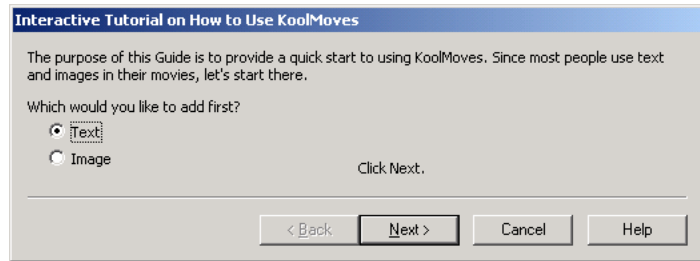 Interactive Tutorial on How to Use KoolMoves
The purpose of this Guide is to provide a quick start to using KoolMoves. Since most people use text
and images in their movies, let's start there.
Which would you like to add first?
Text
Image
Click Next.
< Back
Next >
Cancel
Help